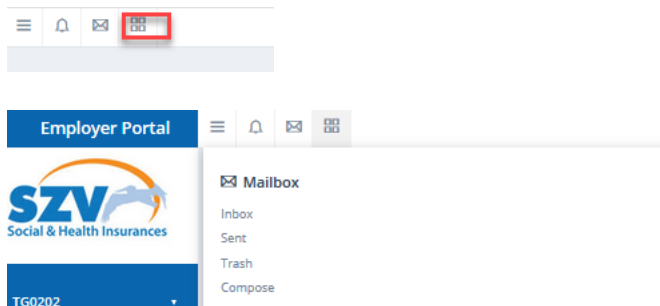 Employer Portal
Mailbox
SZV
Social & Health Insurances
Inbox
Sent
Trash
Compose
TG0202